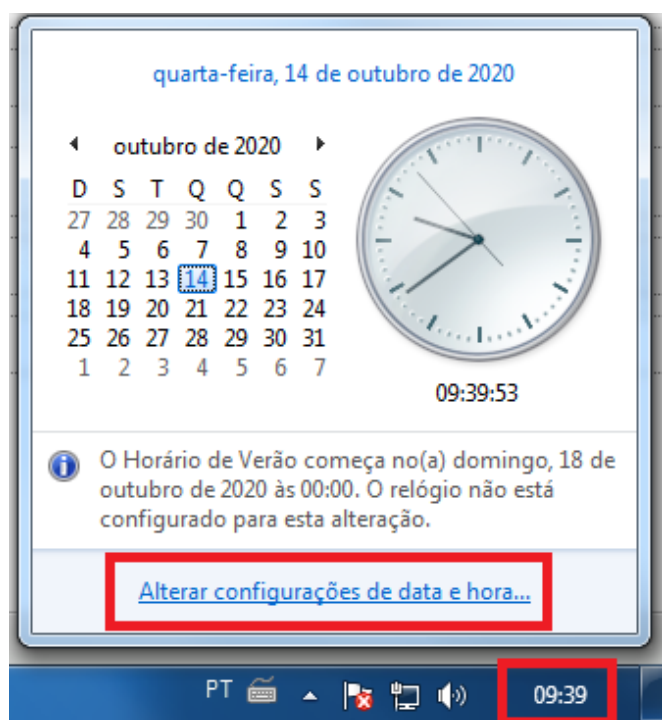 quarta-feira, 14 de outubro de 2020
outubro de 2020
D S T Q Q S S
27 28 29 30 1 2 3
4 5 6 7 8 9 10
11 12 13 14 15 16 17
18 19 20 21 22 23 24
25 26 27 28 29 30 31
1 2 3 4 5 6 7
09:39:53
O Horário de Verão começa no(a) domingo, 18 de
outubro de 2020 às 00:00. O relógio não está
configurado para esta alteração.
Alterar configurações de data e hora...
PT
09:39